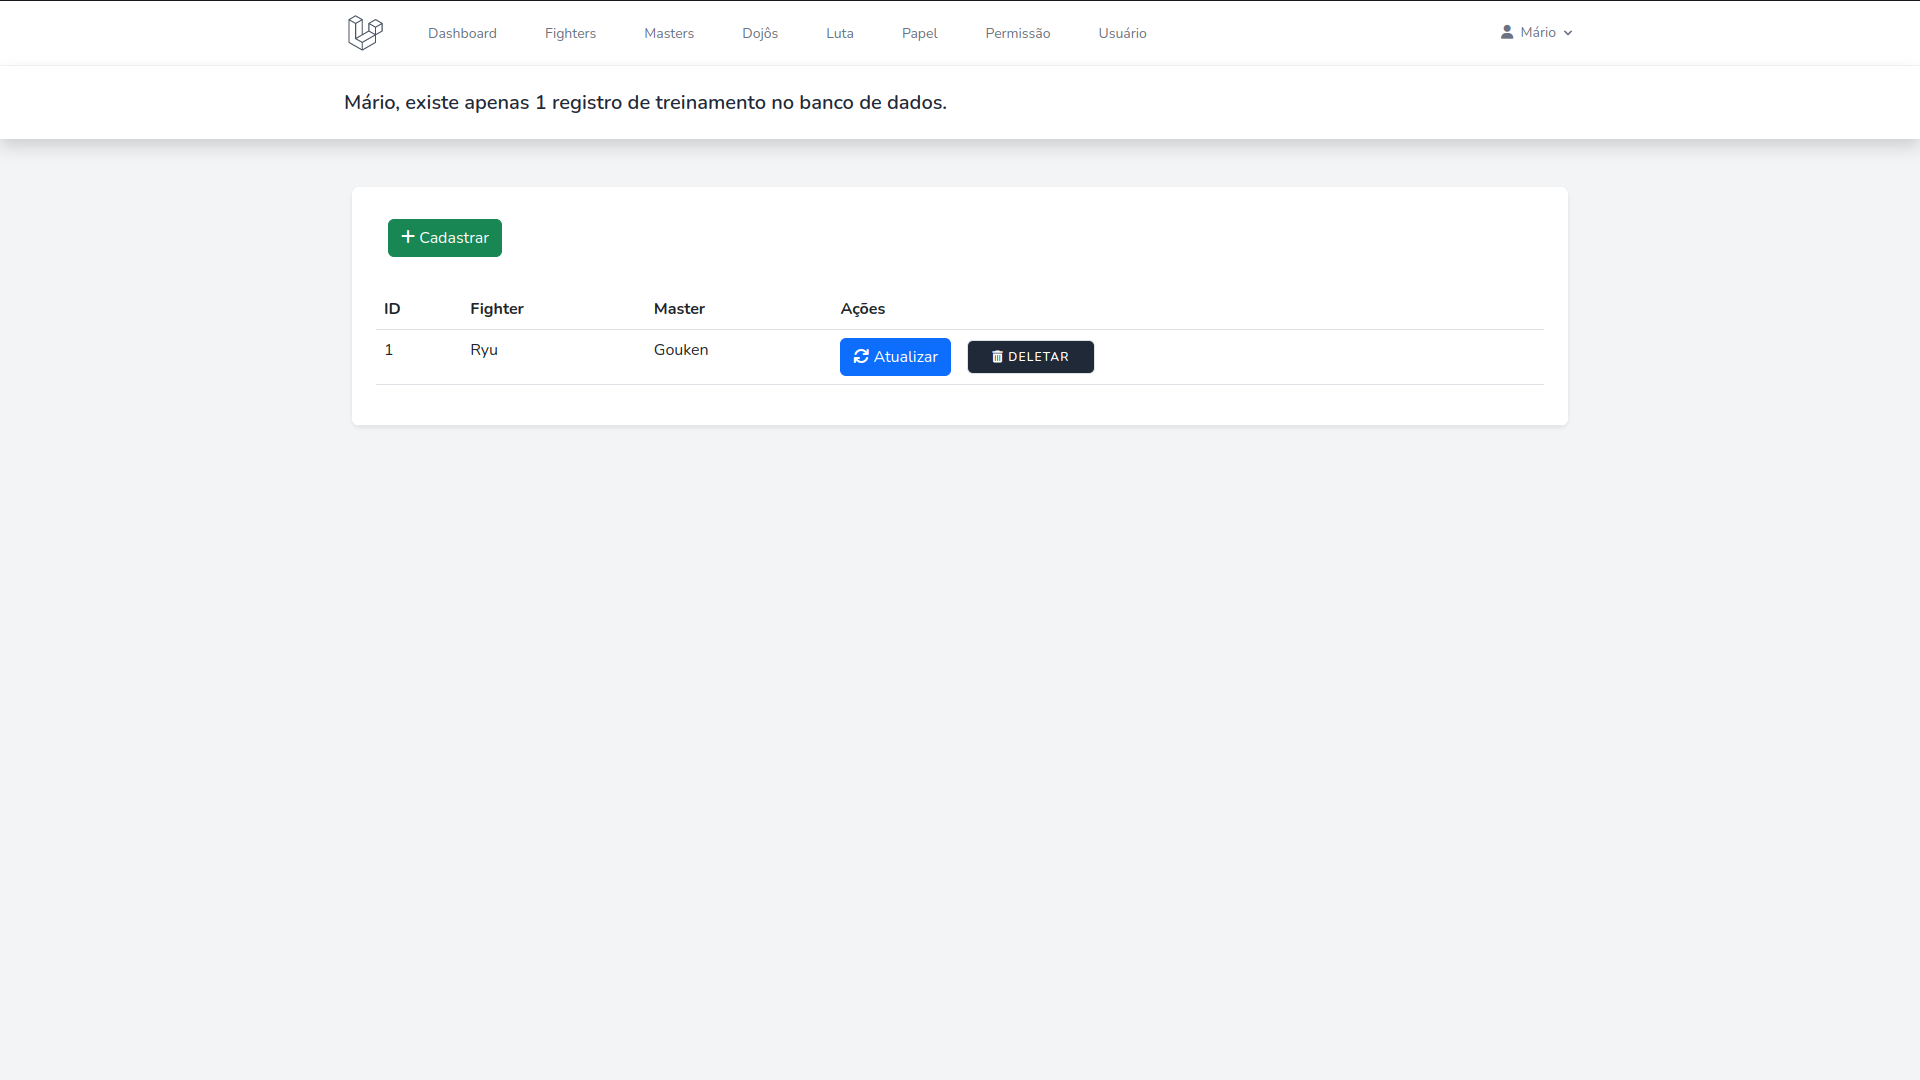 Dashboard Fighters Masters Dojôs Luta Papel Permissão Usuário Mário
Mário, existe apenas 1 registro de treinamento no banco de dados.
Cadastrar
ID Fighter Master Ações
1 Ryu Gouken Atualizar DELETAR